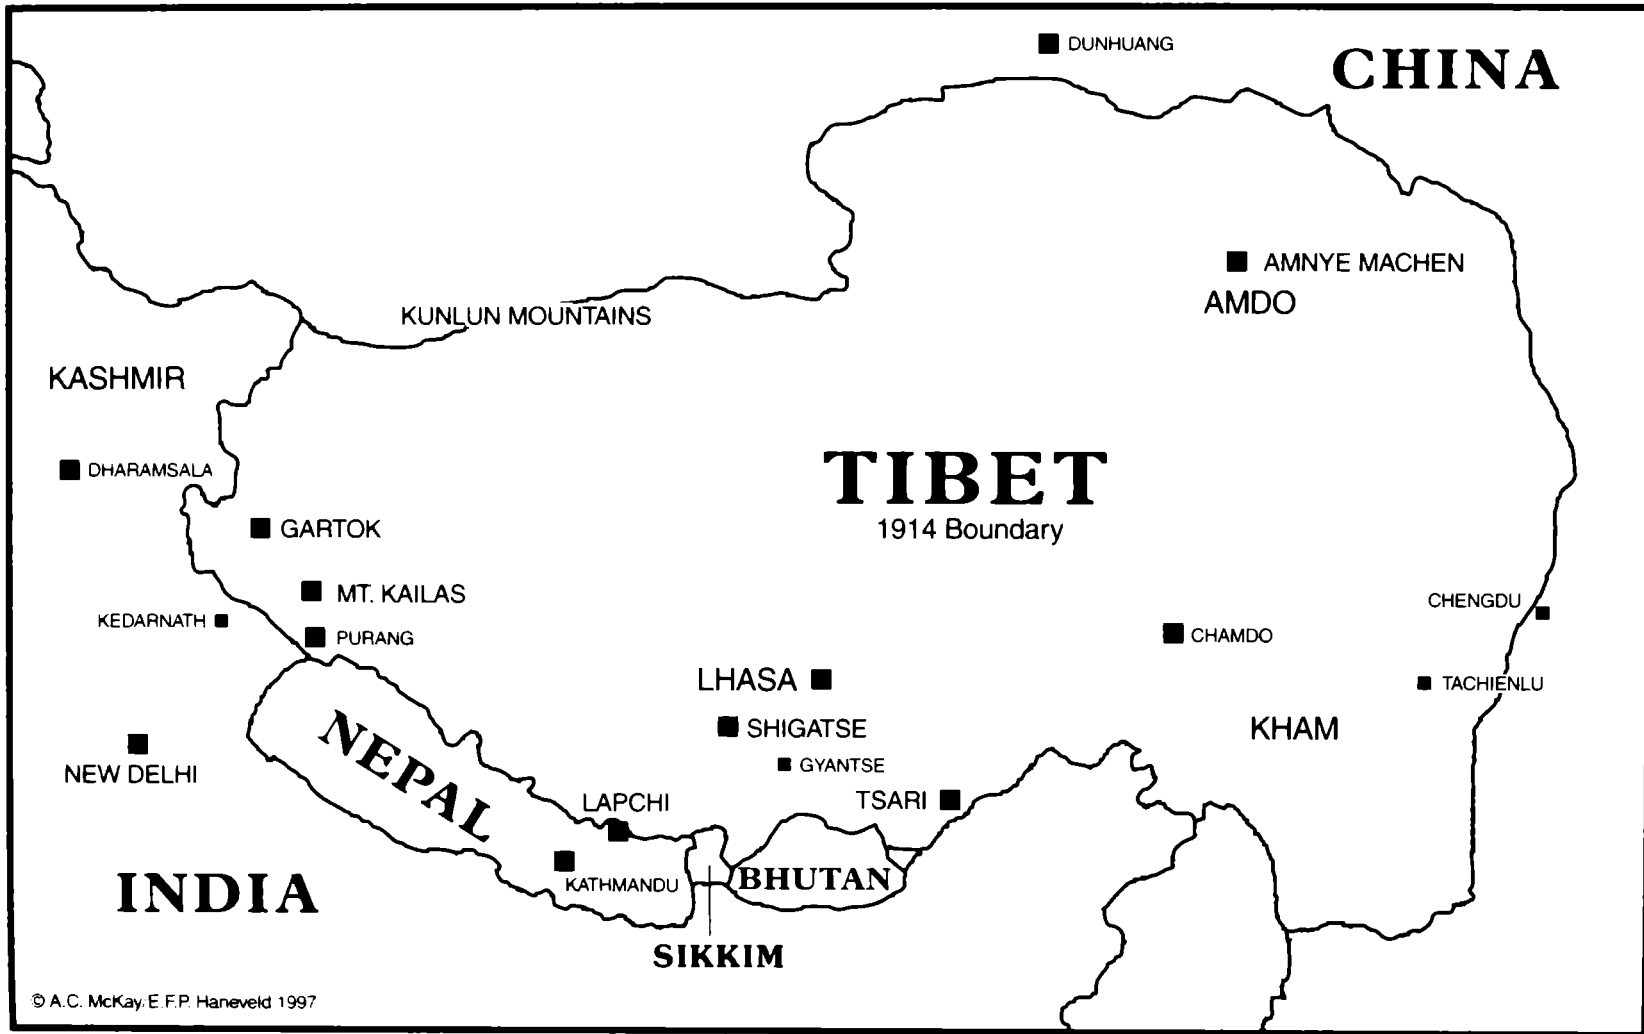 DUNHUANG
CHINA
AMNYE MACHEN
AMDO
KUNLUN MOUNTAINS
KASHMIR
DHARAMSALA
TIBET
1914 Boundary
GARTOK
MT. KAILAS
CHENGDU
KEDARNATH
PURANG
CHAMDO
LHASA
TACHIENLU
SHIGATSE
KHAM
NEPAL
GYANTSE
NEW DELHI
LAPCHI
TSARI
KATHMANDU
BHUTAN
INDIA
SIKKIM
© A.C. McKay, E.F.P. Haneveld 1997